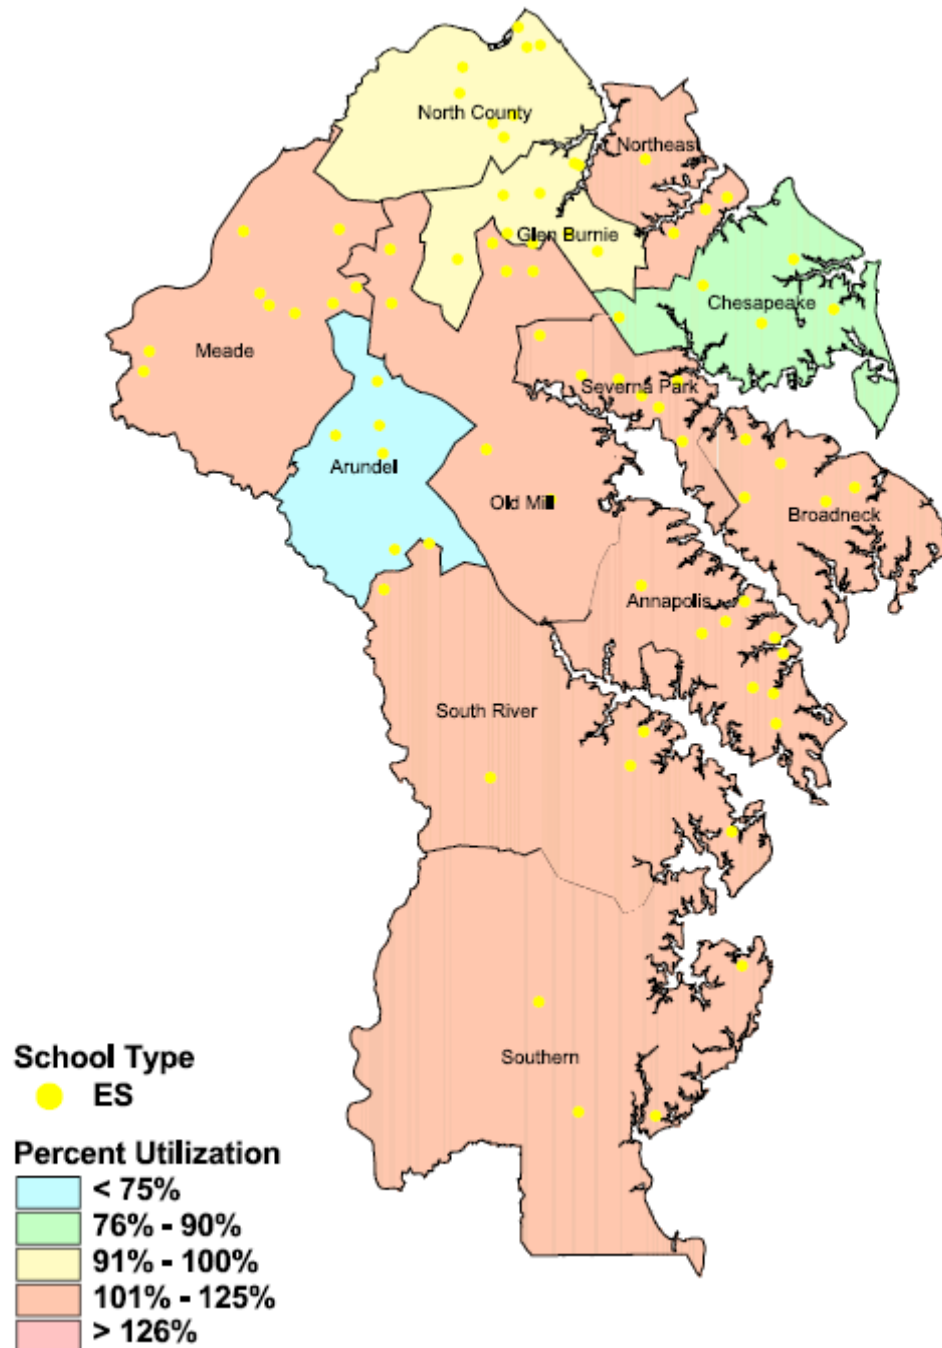 North County
Northeast
Glen Burnie
Chesapeake
Meade
Severna Park
Arundel
Old Mill
Broadneck
Annapolis
South River
Southern
School Type
ES
Percent Utilization
< 75%
76% - 90%
91% - 100%
101% - 125%
> 126%